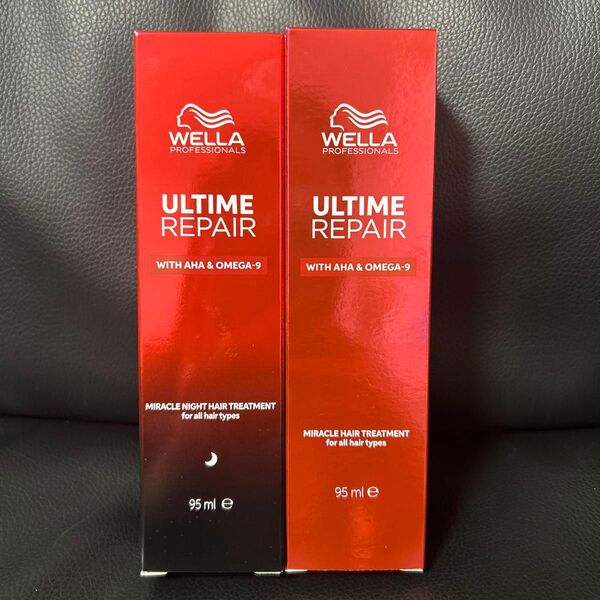 WELLA
PROFESSIONALS
ULTIME
REPAIR
WITH AHA & OMEGA-9
MIRACLE NIGHT HAIR TREATMENT
for all hair types
95 ml ℮
WELLA
PROFESSIONALS
ULTIME
REPAIR
WITH AHA & OMEGA-9
MIRACLE HAIR TREATMENT
for all hair types
95 ml ℮